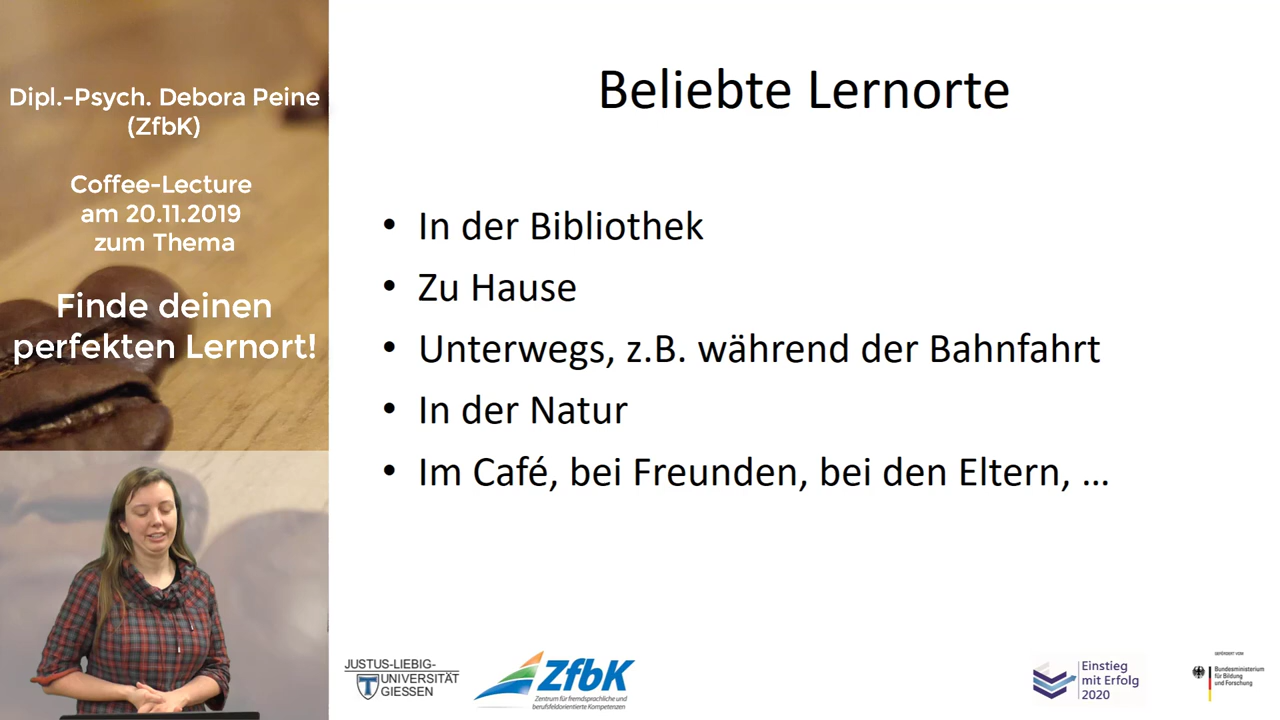 Dipl.-Psych. Debora Peine
(ZfbK)
Coffee-Lecture
am 20.11.2019
zum Thema
Finde deinen
perfekten Lernort!
Beliebte Lernorte
• In der Bibliothek
• Zu Hause
• Unterwegs, z.B. während der Bahnfahrt
• In der Natur
• Im Café, bei Freunden, bei den Eltern, ...
JUSTUS-LIEBIG-
UNIVERSITÄT
GIESSEN
ZfbK
Zentrum für fremdsprachliche und
berufsfeldorientierte Kompetenzen
Einstieg
mit Erfolg
2020
GEFÖRDERT VOM
Bundesministerium
für Bildung
und Forschung